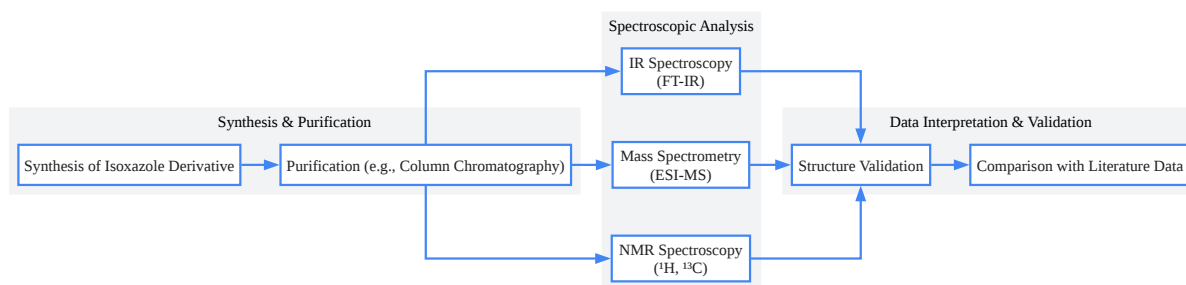 Spectroscopic Analysis
IR Spectroscopy
(FT-IR)
Synthesis & Purification
Data Interpretation & Validation
Synthesis of Isoxazole Derivative
Purification (e.g., Column Chromatography)
Mass Spectrometry
(ESI-MS)
Structure Validation
Comparison with Literature Data
NMR Spectroscopy
(¹H, ¹³C)